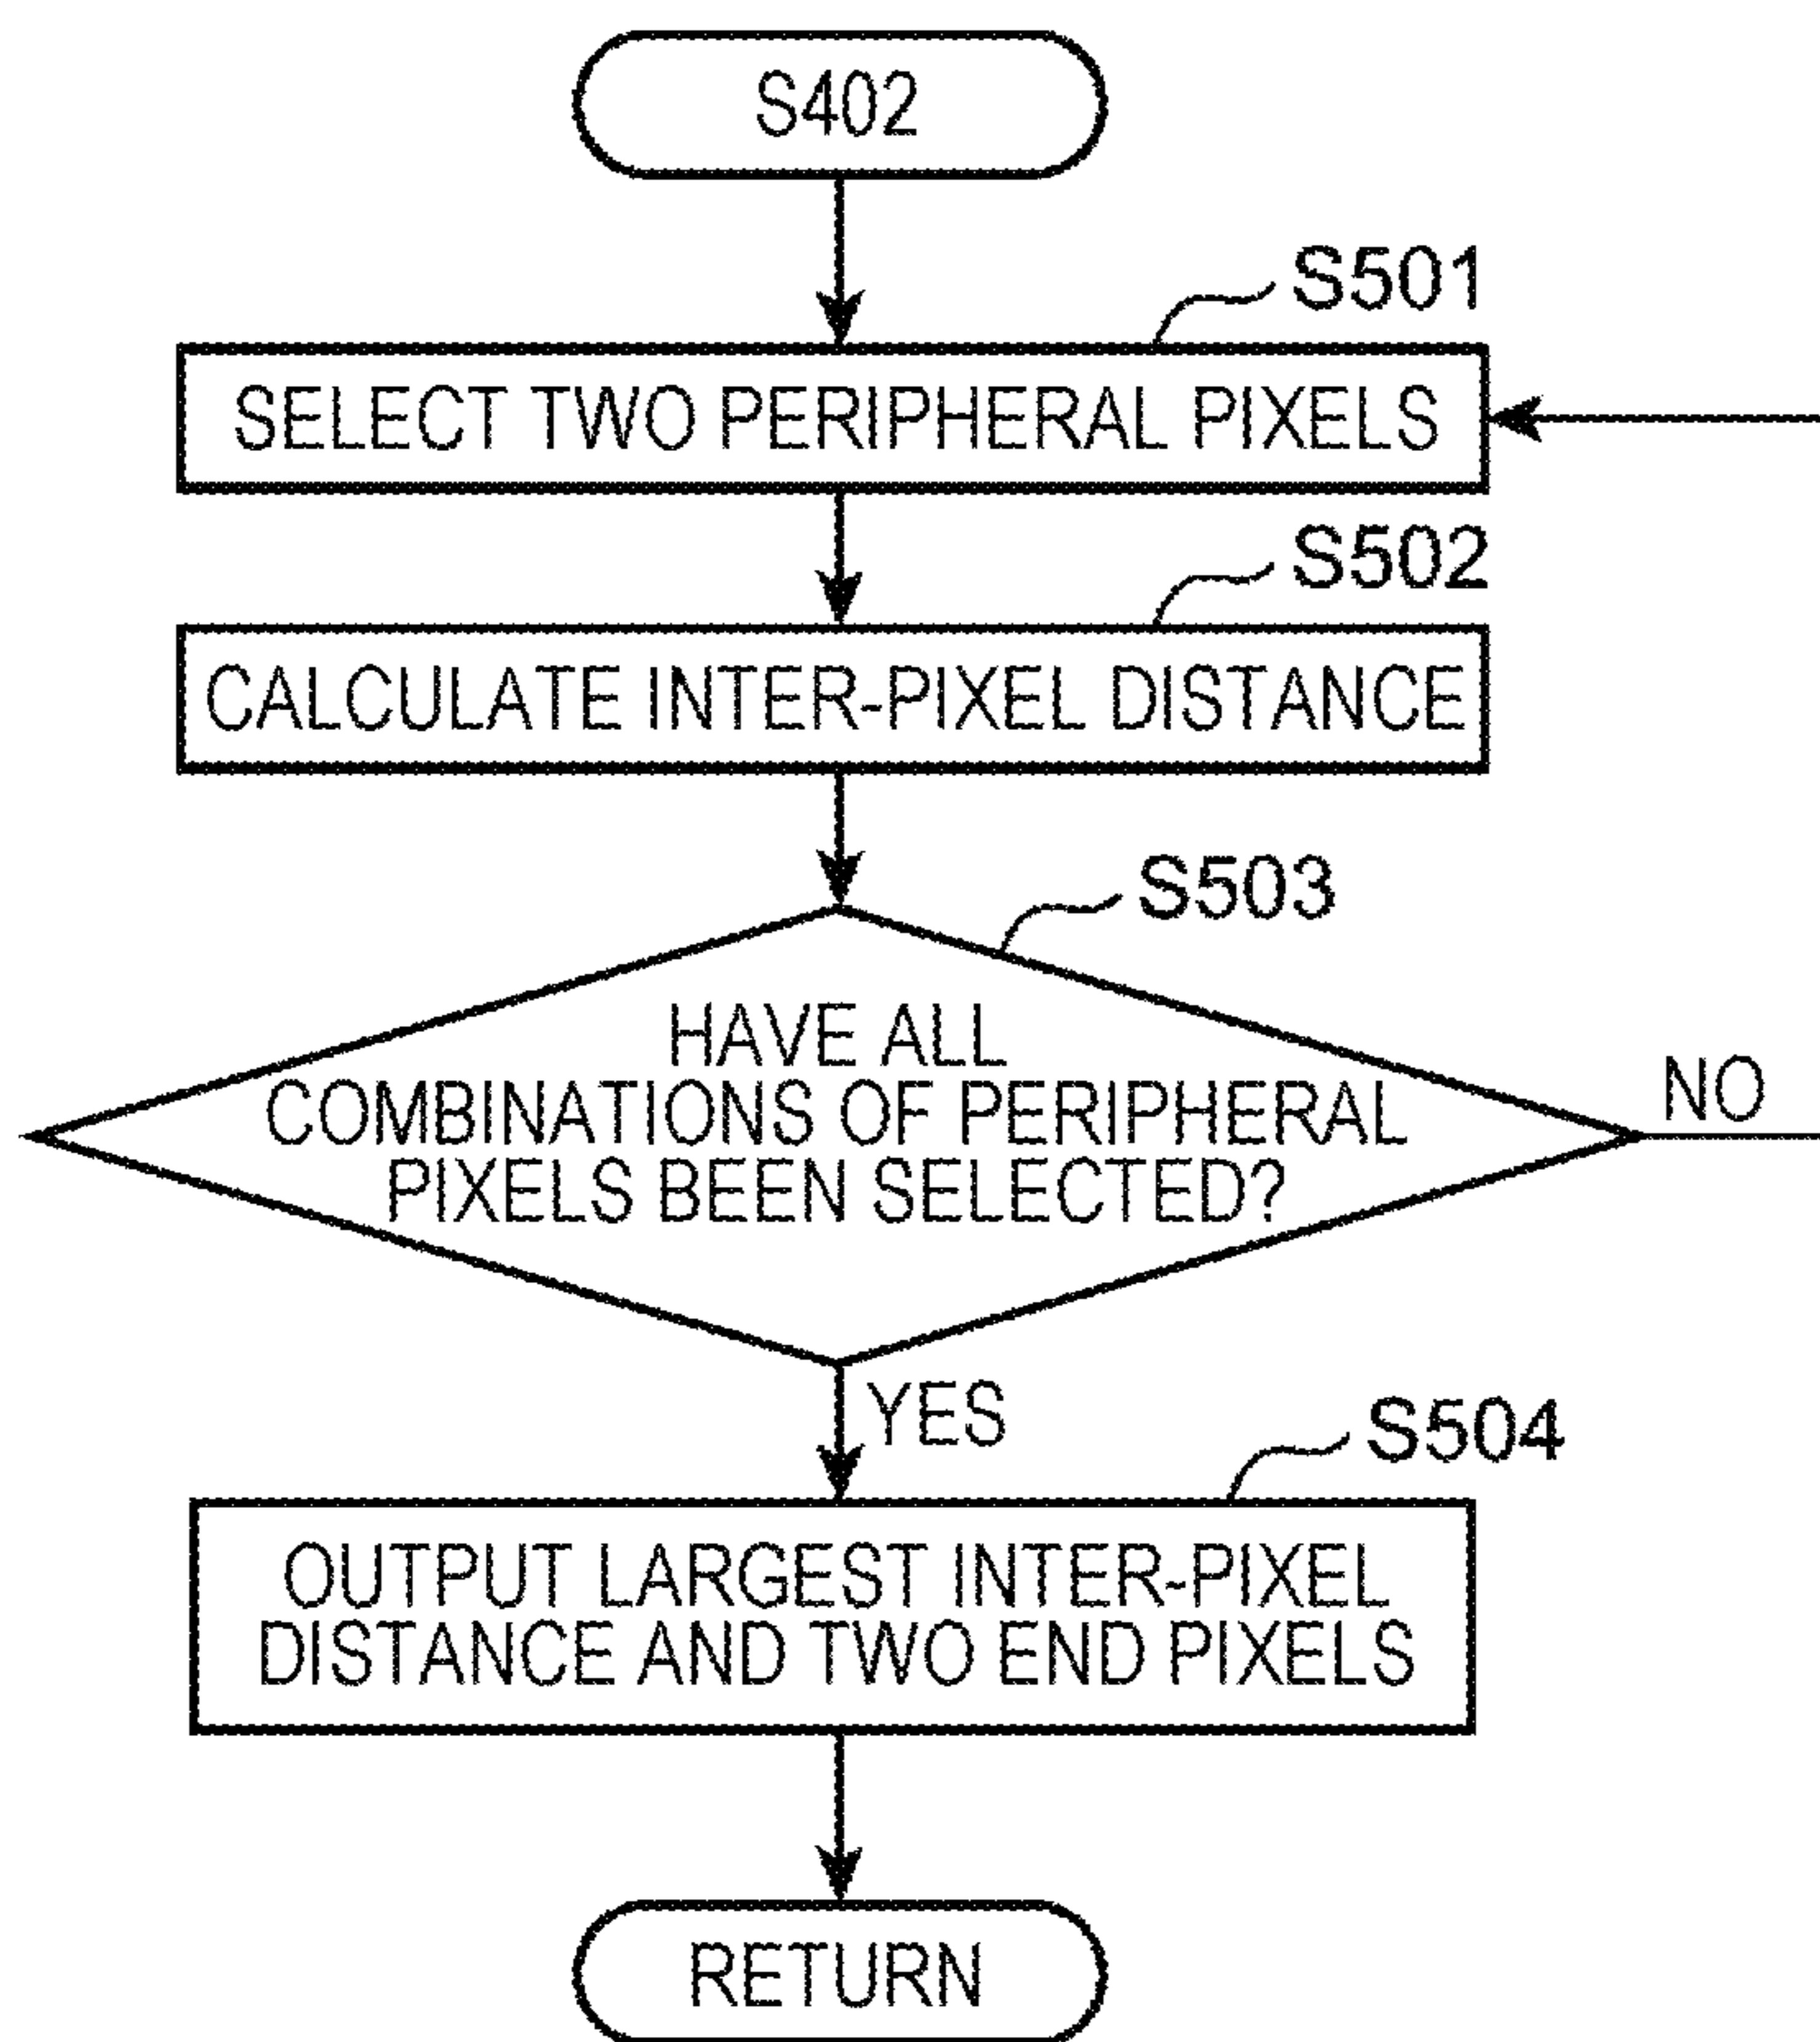 S402
S501
SELECT TWO PERIPHERAL PIXELS
S502
CALCULATE INTER-PIXEL DISTANCE
S503
HAVE ALL
COMBINATIONS OF PERIPHERAL
PIXELS BEEN SELECTED?
NO
YES
S504
OUTPUT LARGEST INTER-PIXEL
DISTANCE AND TWO END PIXELS
RETURN